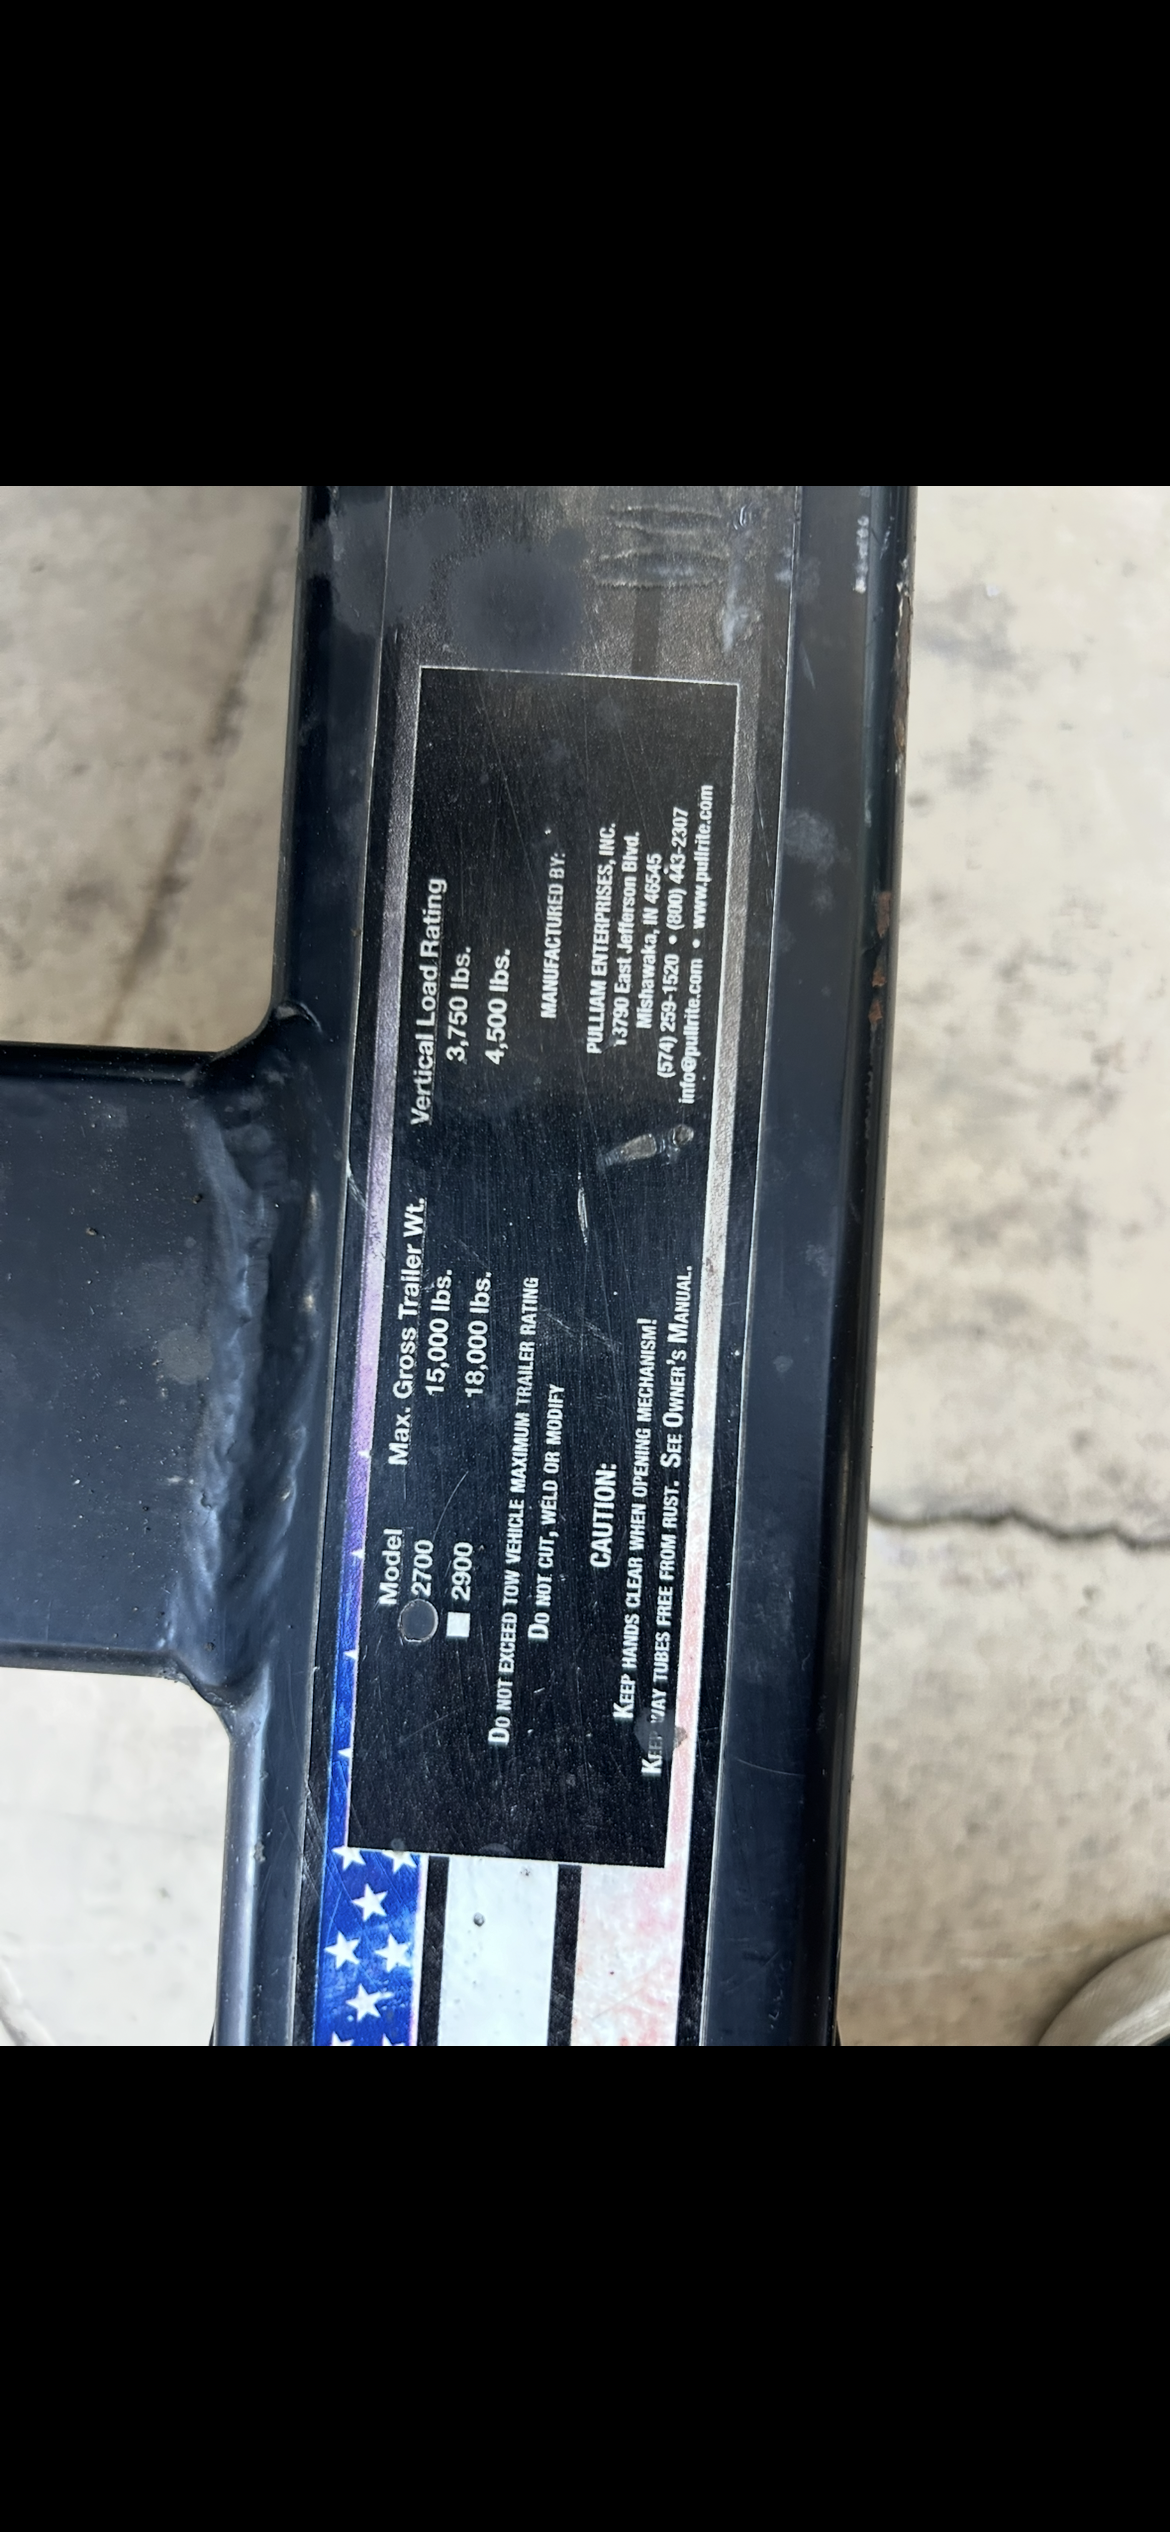 Model Max. Gross Trailer Wt. Vertical Load Rating
2700 15,000 lbs. 3,750 lbs.
2900 18,000 lbs. 4,500 lbs.
DO NOT EXCEED TOW VEHICLE MAXIMUM TRAILER RATING
DO NOT CUT, WELD OR MODIFY
CAUTION:
KEEP HANDS CLEAR WHEN OPENING MECHANISM!
KEEP WAY TUBES FREE FROM RUST. SEE OWNER'S MANUAL.
MANUFACTURED BY:
PULLIAM ENTERPRISES, INC.
13790 East Jefferson Blvd.
Mishawaka, IN 46545
(574) 259-1520 • (800) 443-2307
info@pullrite.com • www.pullrite.com